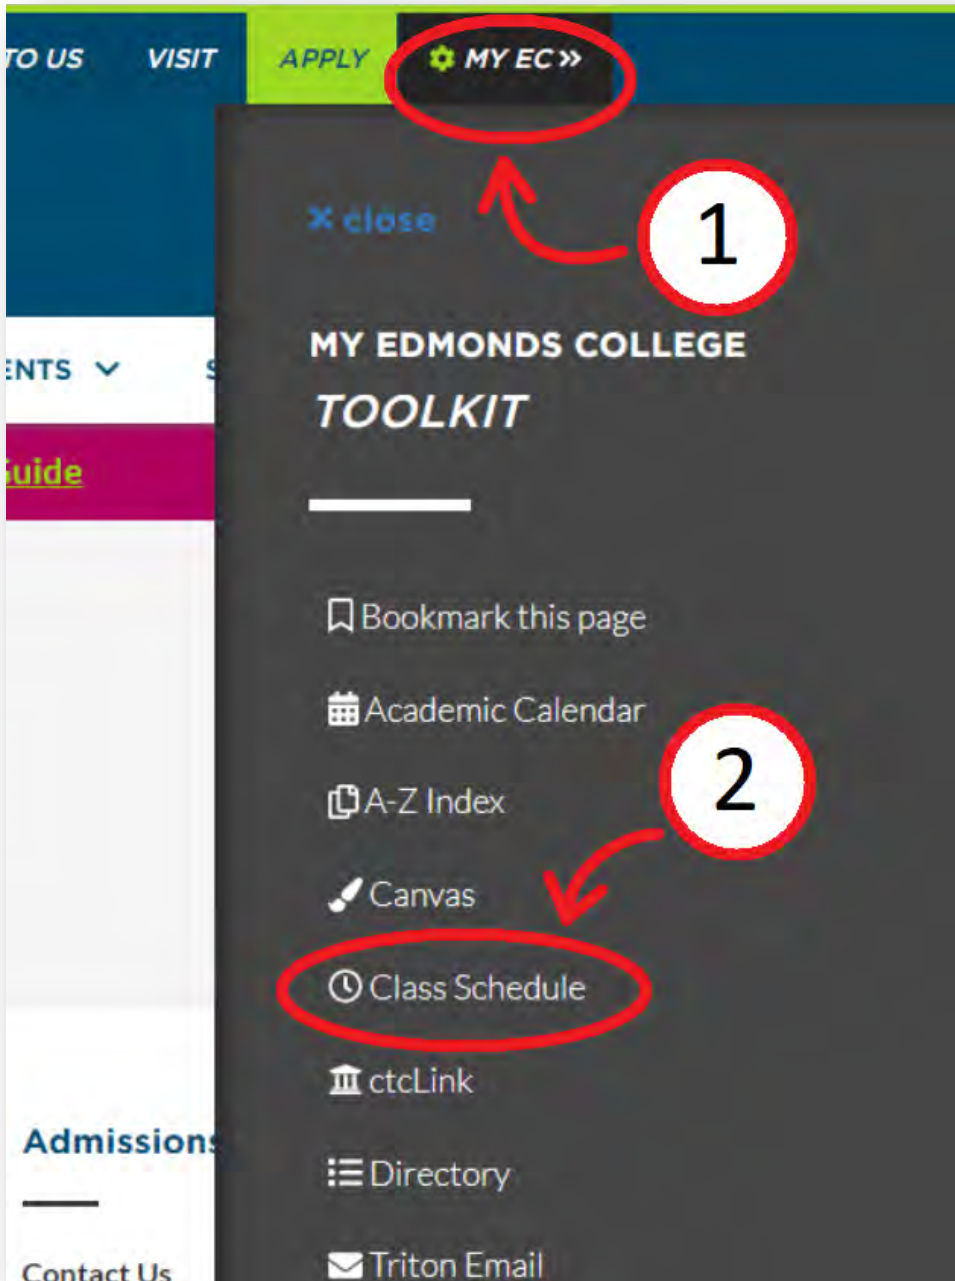 TO US VISIT APPLY MY EC »
1
× close
MY EDMONDS COLLEGE
TOOLKIT
ENTS
S
Guide
Bookmark this page
Academic Calendar
2
A-Z Index
Canvas
Class Schedule
ctcLink
Admissions
Directory
Triton Email
Contact Us